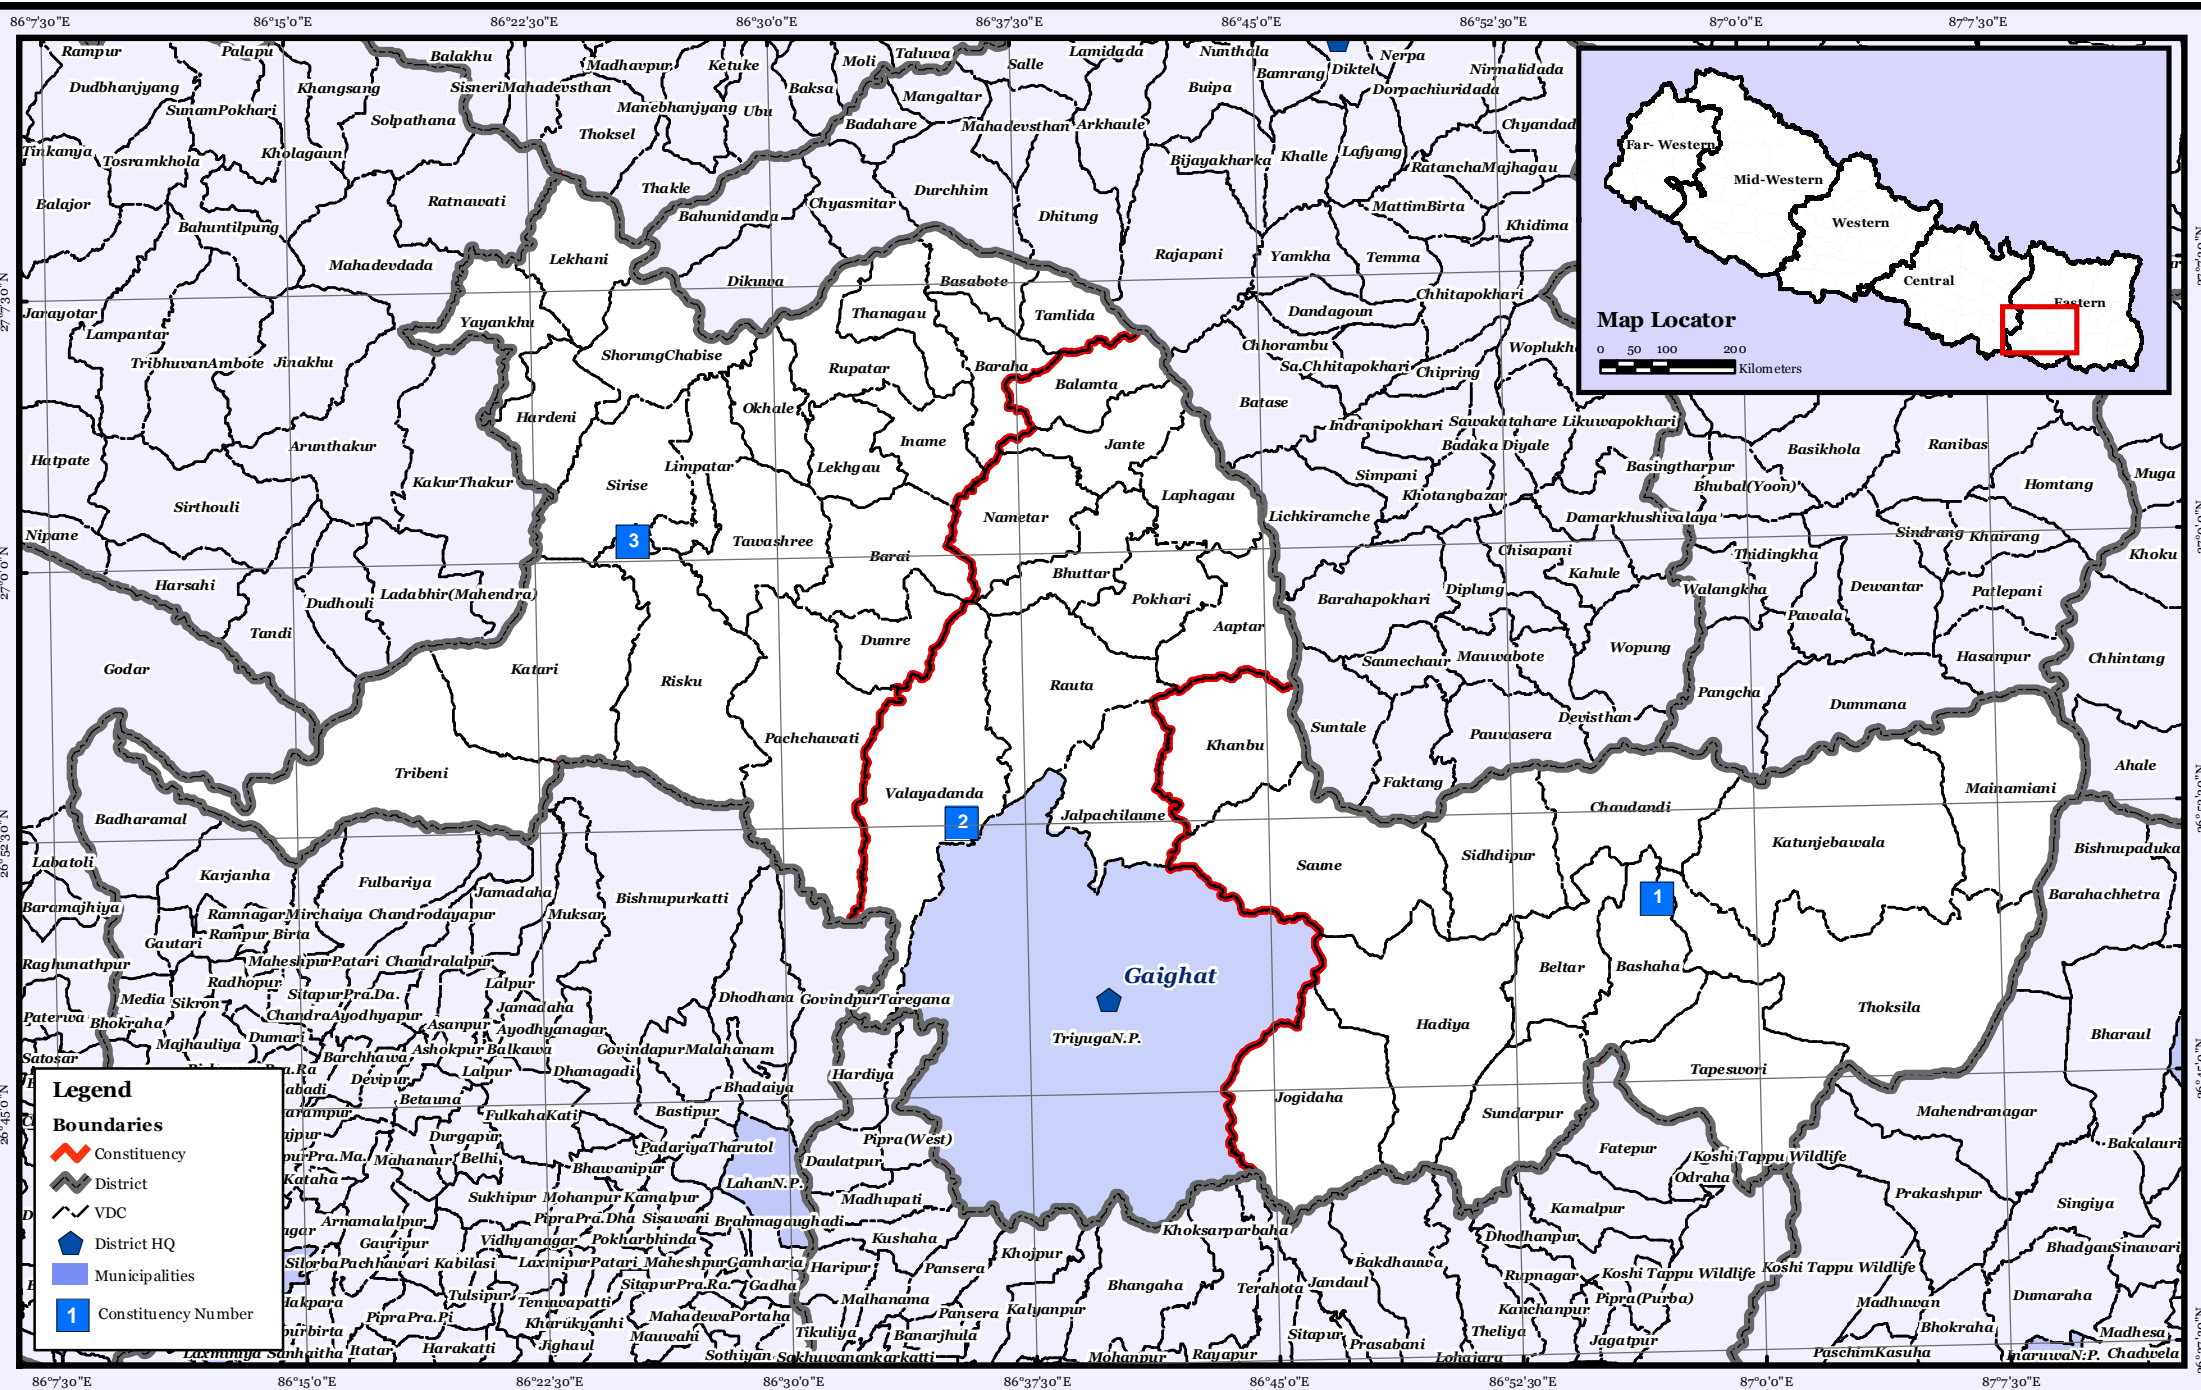 86°7'30"E 86°15'0"E 86°22'30"E 86°30'0"E 86°37'30"E 86°45'0"E 86°52'30"E 87°0'0"E 87°7'30"E
Rampur Palapu Balakhu Madhavpur Ketuke Moli Taluwa Salle Lamidada Nunthala Bamrang Diktel Nerpa Nirmalidada
Dudhbhanjyang SunamPokhari Khangsang Solpathana SisneriMahadevsthan Manebhanjyang Ubu Baksa Mangaltar Buipa Dorpachiuridada
Thoksel Badahare Mahadevsthan Arkhaule
Tinkanya Tosramkhola Kholagaun Bijayakharka Khalle Lafyang RatanchaMajhagau
Balajor Bahuntilpung Ratnawati Thakle Bahunidanda Chyasmitar Durchhim Dhitung MattimBirta Khidima
Mahadevdada Lekhani Dikuwa Basabote Rajapani Yamkha Temma Chhitapokhari
Jarayotar Lampantar TribhuvanAmbote Jinakhu Yayankhu ShorungChabise Thanagau Tamlida Dandagoun Chhorambu
Rupatar Baraha Balamta Sa.Chhitapokhari Chipring
Hardeni Okhale Iname Jante Batase Indranipokhari Sawakatahare Likuwapokhari
Badaka Diyale Basikhola Ranibas
Hatpate Arunthakur KakurThakur Sirthouli Sirise Limpatar Lekhgau Laphagau Simpani Khotangbazar Basingtharpur Bhubal(Yoon) Homtang Muga
Nipane 3 Tawashree Barai Nametar Lichkiramche Damarkhushivalaya Sindrang Khairang Khoku
Harsahi Dudhouli Ladabhir(Mahendra) Tandi Bhuttar Pokhari Aaptar Chisapani Kahule Diplung Barahapokhari Thidingkha Walangkha Dewantar Patlepani Pawala
Godar Katari Risku Dumre Rauta Saunechaur Mauwabote Wopung Hasanpur Chhintang
Pachchawati Khanbu Suntale Pauwasera Devisthan Pangcha Dummana
Tribeni Valayadanda Jalpachilaune Faktang Chaudandi Mainamiani Ahale
Badharamal 2 Katunjebawala Bishnupaduka
Labatoli Karjanha Fulbariya Jamadaha Muksar Bishnupurkatti Saune Sidhdipur 1 Barahachhetra
Baramajhiya RamnagarMirchaiya Chandrodayapur
Gautari Rampur Birta
Raghunathpur MaheshpurPatari Chandralalpur Gaighat Beltar Bashaha
Radhopur SitapurPra.Da. Lalpur Dhodhana GovindpurTaregana
Media Sikron ChandraAyodhyapur Jamadaha Thoksila
Paterwa Bhokraha Asanpur Ayodhyanagar Hadiya Bharaul
Majhauliya Dumari TriyugaN.P.
Satosar Barchhawa Ashokpur Balkawa GovindapurMalahanam
Devipur Lalpur Dhanagadi Bhadaiya Hardiya Tapeswori
Betauna FulkahaKati Bastipur Jogidaha Sundarpur Mahendranagar
Durgapur PadariyaTharutol Pipra(West) Fatepur Bakalauri
Mahanaur Belhi Bhawanipur Daulatpur Koshi Tappu Wildlife
Kataha LahanN.P. Odraha Prakashpur
Sukhipur Mohanpur Kamalpur Madhupati Kamalpur Singiya
Arnamalalpur PipraPra.Dha Sisawani Brahmagaughadi Khoksarparbaha
Gauripur Vidhyanagar Pokharbhinda Kushaha Khojpur Dhodhanpur BhadgauSinawari
SilorbaPachhawari Kabilasi LaxmipurPatari MaheshpurGamharia Haripur Pansera Bakdhauwa Koshi Tappu Wildlife Koshi Tappu Wildlife
SitapurPra.Ra. Gadha Bhangaha Terahota Jandaul Rupnagar
Tulsipur Tenuwapatti Malhanama Pipra(Purba) Madhuwan Dumaraha
PipraPra.Pi Kharukyanhi MahadewaPortaha Pansera Kalyanpur Kanchanpur
Mauwahi Tikuliya Banarjhula Sitapur Theliya Jagatpur Bhokraha Madhesa
Laxminiya Sanhaitha Itatar Harakatti Jighaul Sothiyan Sakhuwanankarkatti Mohanpur Rayapur Prasabani Lohajara PaschimKasuha InaruwaN.P. Chadwela
Far- Western
Mid-Western
Western
Central
Eastern
Map Locator
0 50 100 200
Kilometers
Legend
Boundaries
Constituency
District
VDC
District HQ
Municipalities
1 Constituency Number
27°7'30"N
27°0'0"N
26°52'30"N
26°45'0"N
86°7'30"E 86°15'0"E 86°22'30"E 86°30'0"E 86°37'30"E 86°45'0"E 86°52'30"E 87°0'0"E 87°7'30"E